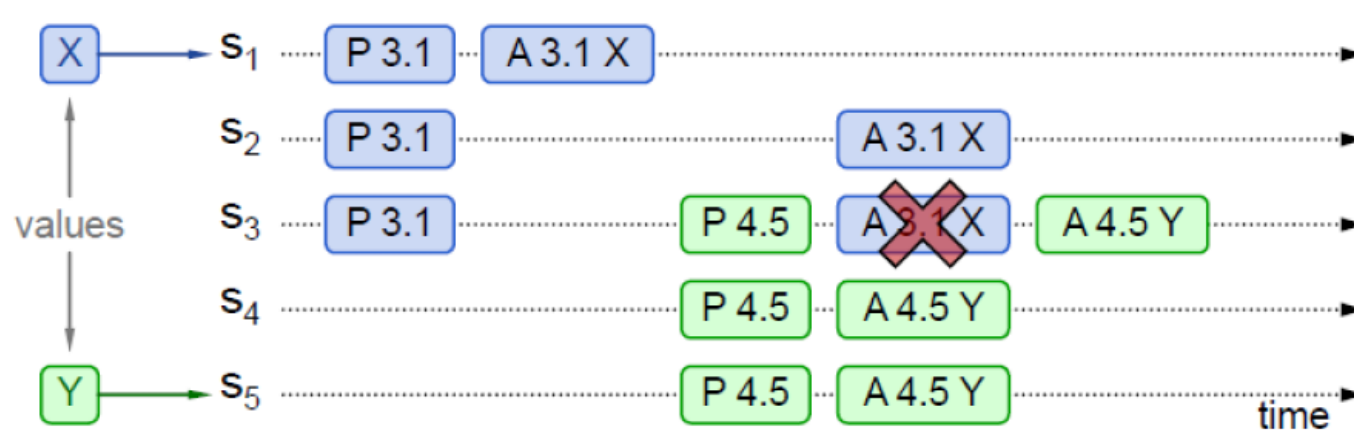 X S1 P 3.1 A 3.1 X
S2 P 3.1 A 3.1 X
values S3 P 3.1 P 4.5 A 3.1 X A 4.5 Y
S4 P 4.5 A 4.5 Y
Y S5 P 4.5 A 4.5 Y
time